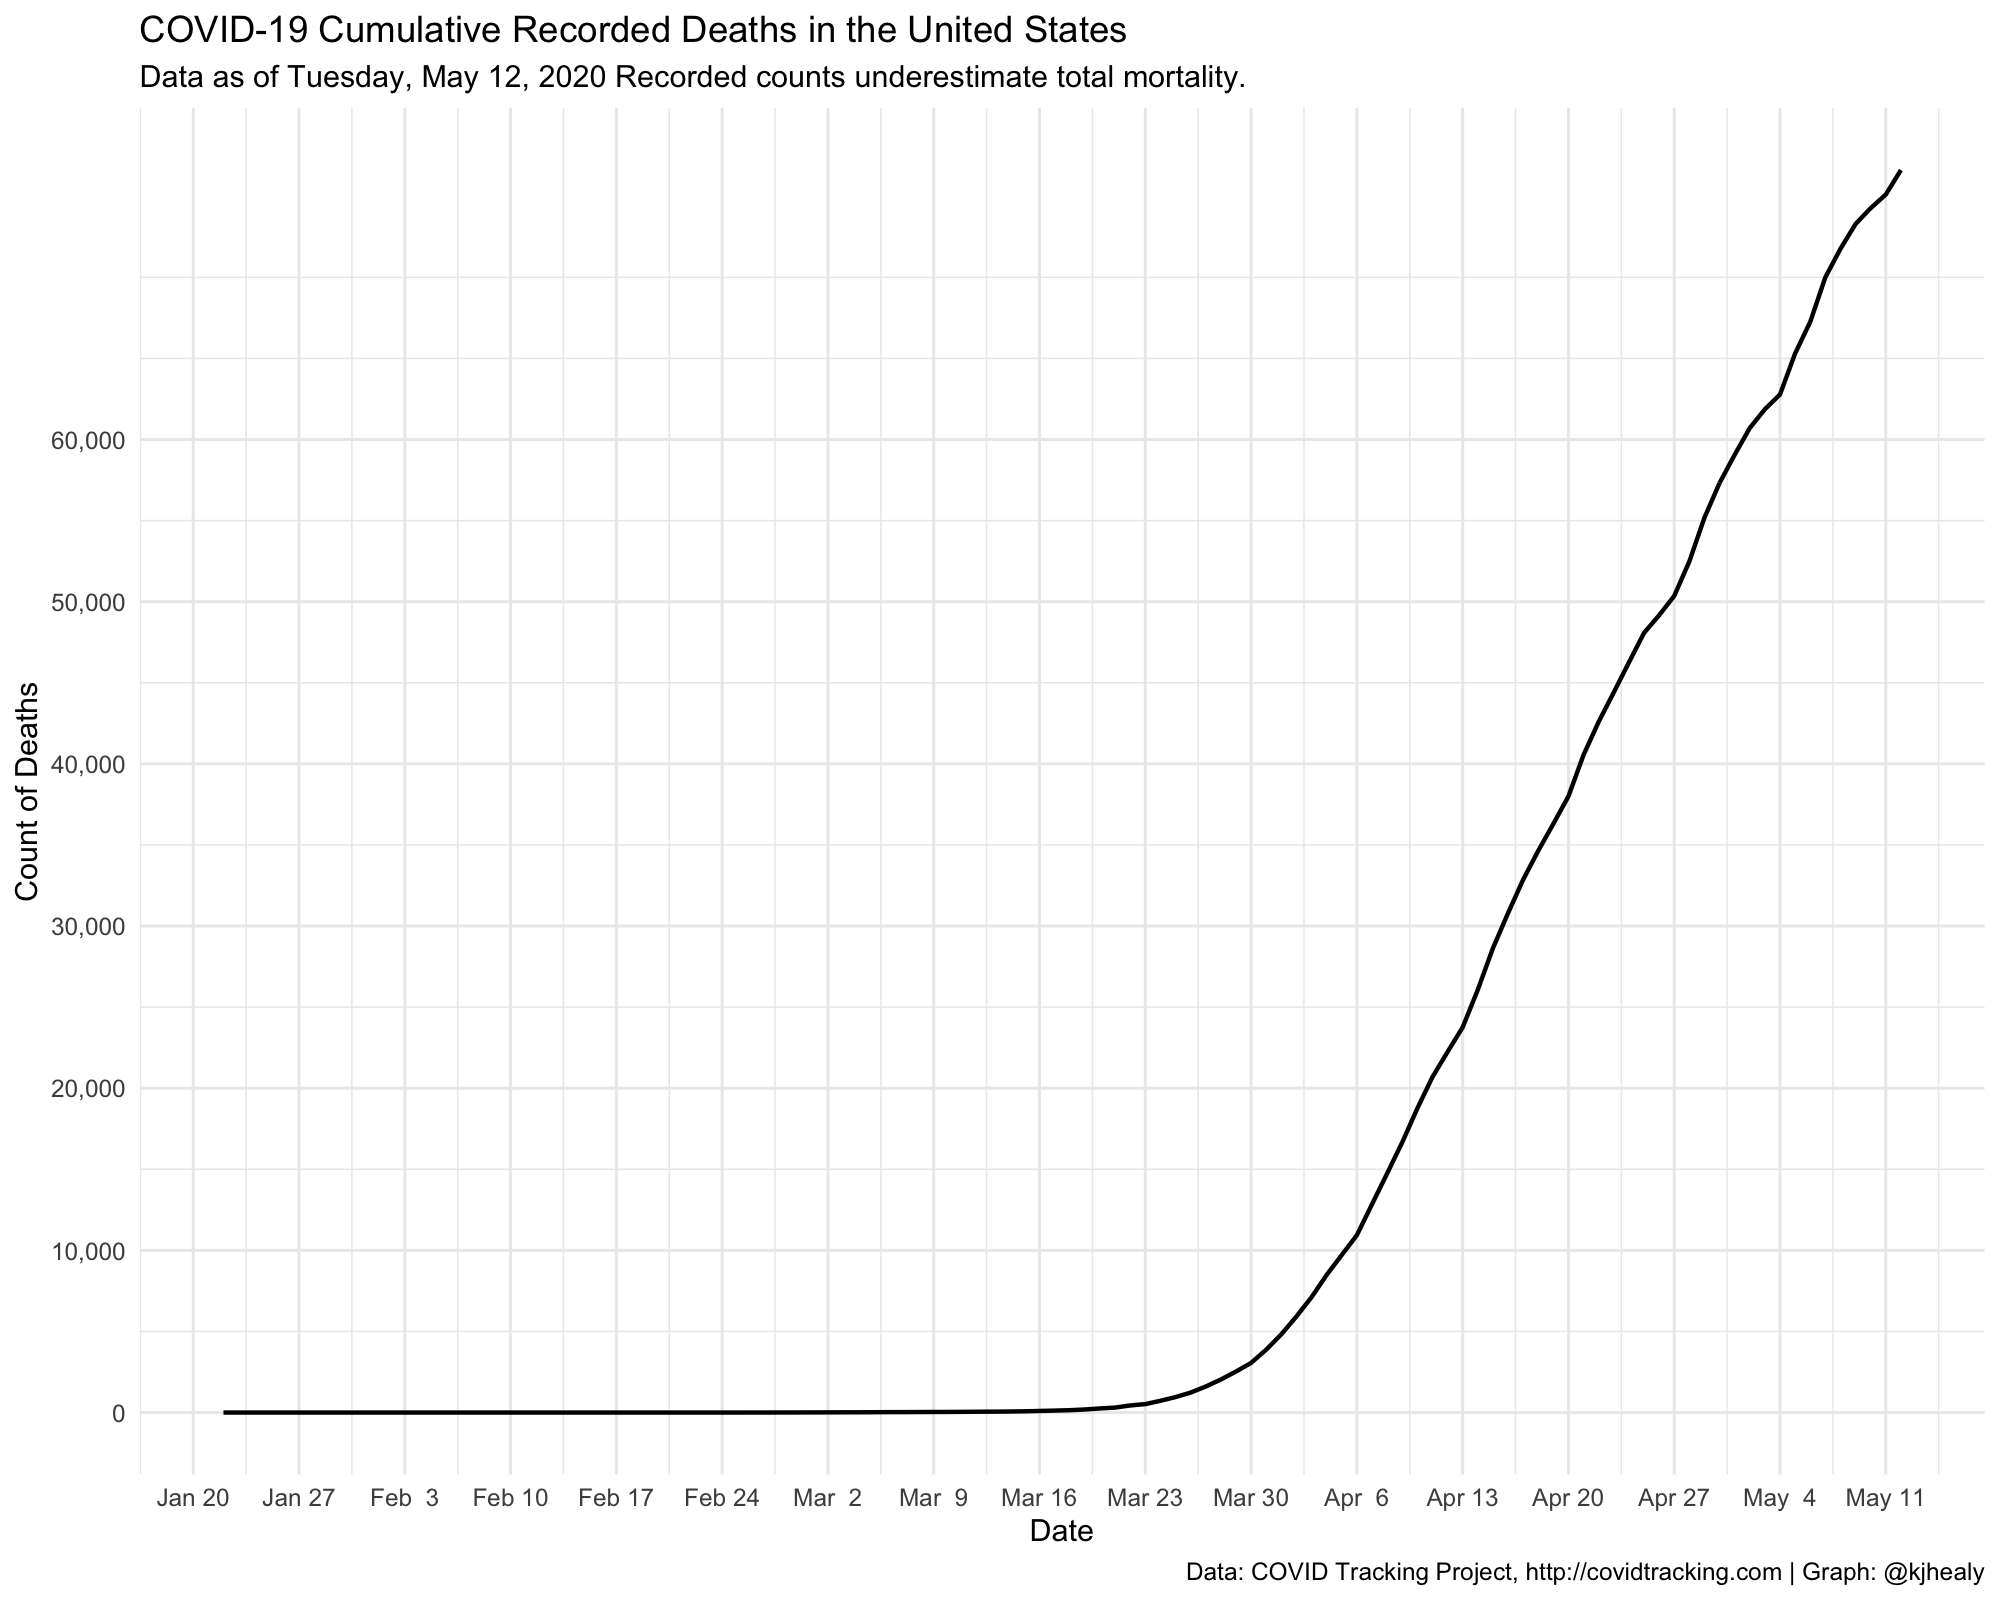 COVID-19 Cumulative Recorded Deaths in the United States
Data as of Tuesday, May 12, 2020 Recorded counts underestimate total mortality.
Count of Deaths
60,000
50,000
40,000
30,000
20,000
10,000
0
Jan 20 Jan 27 Feb 3 Feb 10 Feb 17 Feb 24 Mar 2 Mar 9 Mar 16 Mar 23 Mar 30 Apr 6 Apr 13 Apr 20 Apr 27 May 4 May 11
Date
Data: COVID Tracking Project, http://covidtracking.com | Graph: @kjhealy